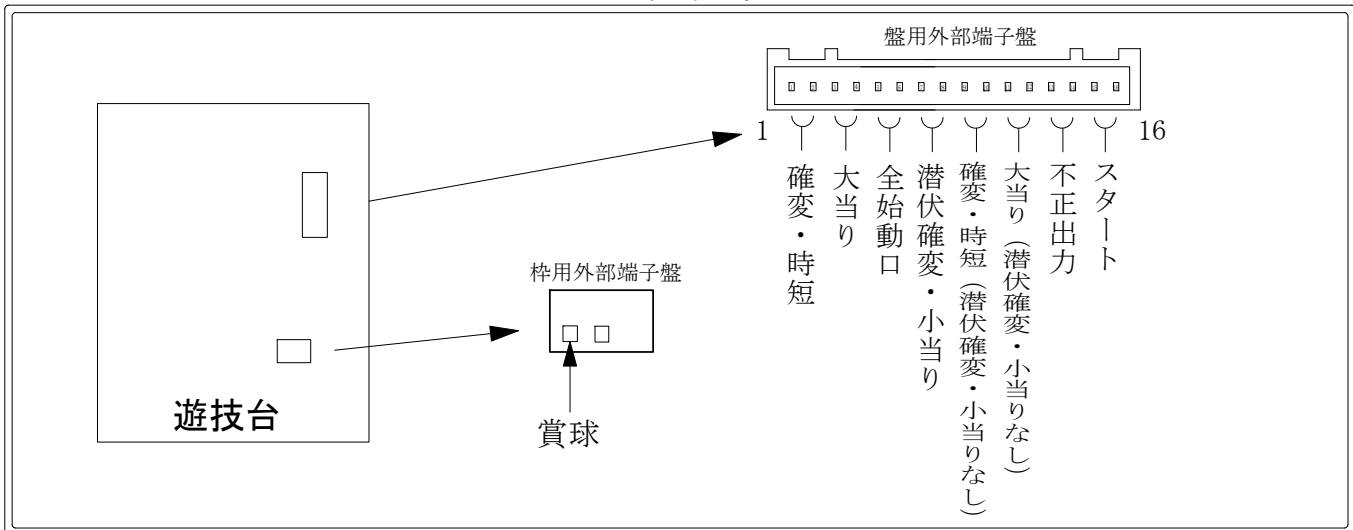 盤用外部端子盤
1
16
確変・時短
大当り
全始動口
潜伏確変・小当り
確変・時短（潜伏確変・小当りなし）
大当り（潜伏確変・小当りなし）
不正出力
スタート
枠用外部端子盤
賞球
遊技台